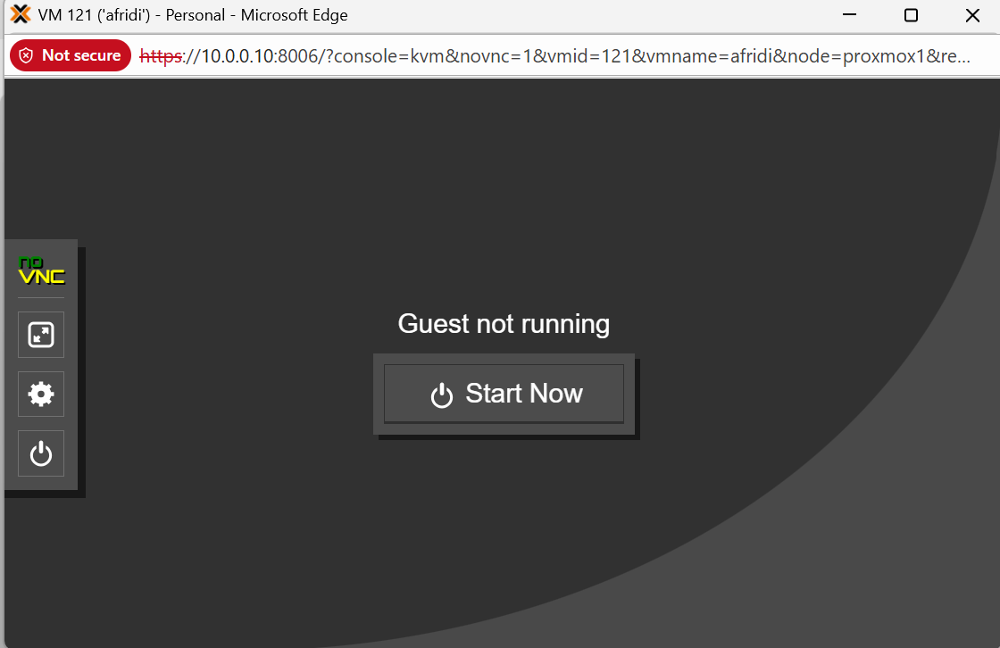 VM 121 ('afridi') - Personal - Microsoft Edge
Not secure https://10.0.0.10:8006/?console=kvm&novnc=1&vmid=121&vmname=afridi&node=proxmox1&re...
no
VNC
Guest not running
Start Now